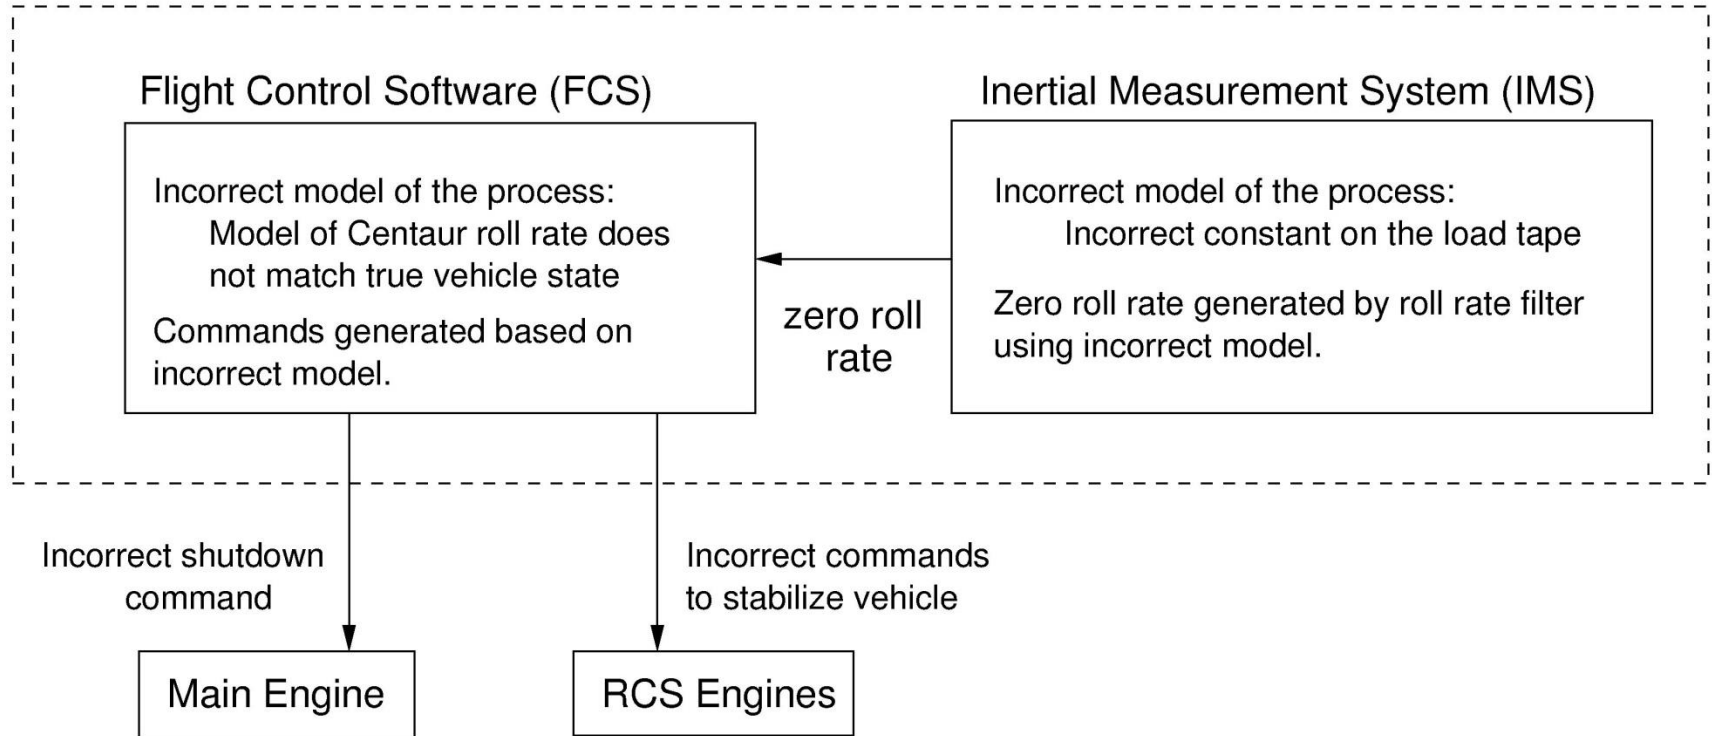 Flight Control Software (FCS)
Incorrect model of the process:
Model of Centaur roll rate does
not match true vehicle state
Commands generated based on
incorrect model.
zero roll
rate
Inertial Measurement System (IMS)
Incorrect model of the process:
Incorrect constant on the load tape
Zero roll rate generated by roll rate filter
using incorrect model.
Incorrect shutdown
command
Incorrect commands
to stabilize vehicle
Main Engine
RCS Engines